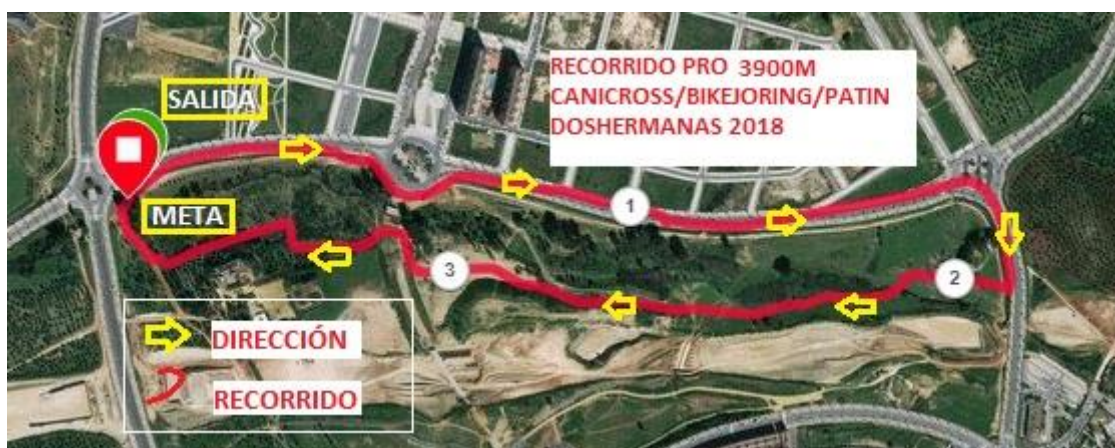 RECORRIDO PRO 3900M
CANICROSS/BIKEJORING/PATIN
DOSHERMANAS 2018
SALIDA
1
META
3
2
DIRECCIÓN
RECORRIDO